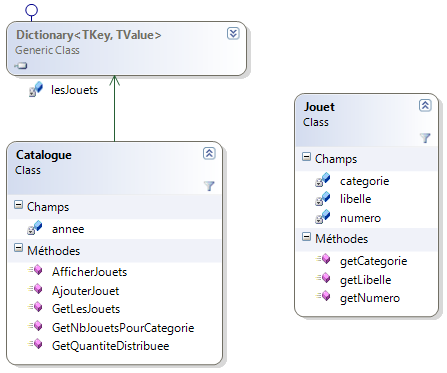 Dictionary<TKey, TValue>
Generic Class
lesJouets
Catalogue
Class
Champs
annee
Méthodes
AfficherJouets
AjouterJouet
GetLesJouets
GetNbJouetsPourCategorie
GetQuantiteDistribuee
Jouet
Class
Champs
categorie
libelle
numero
Méthodes
getCategorie
getLibelle
getNumero